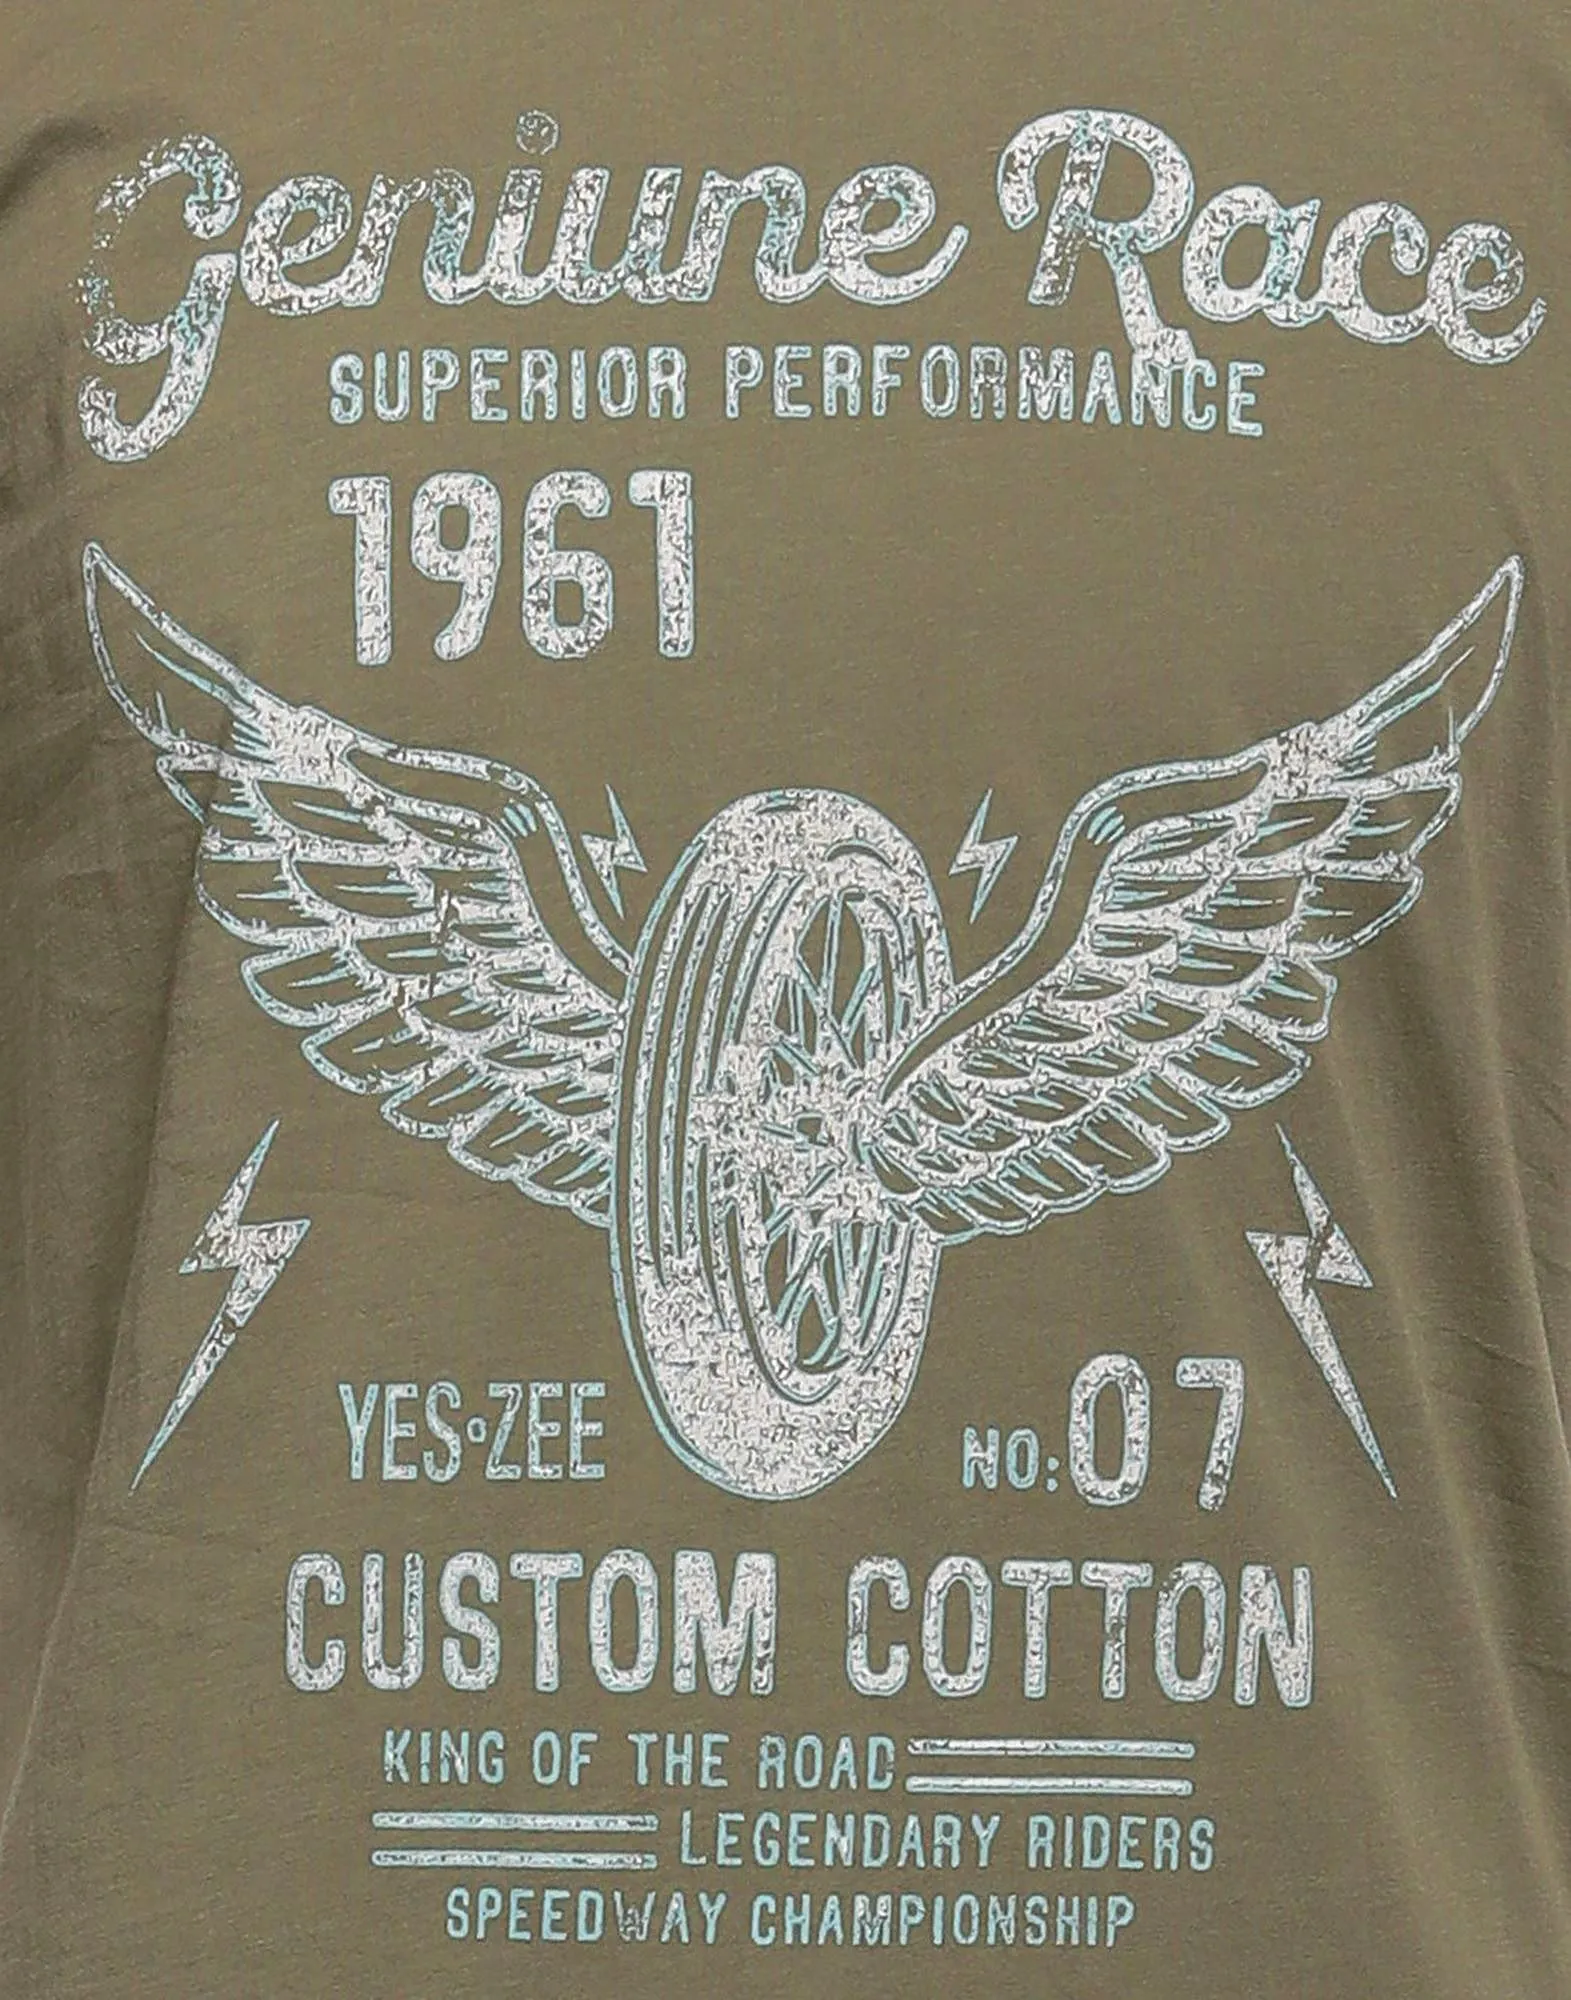 Geniune Race
SUPERIOR PERFORMANCE
1961
YES•ZEE NO:07
CUSTOM COTTON
KING OF THE ROAD
LEGENDARY RIDERS
SPEEDWAY CHAMPIONSHIP